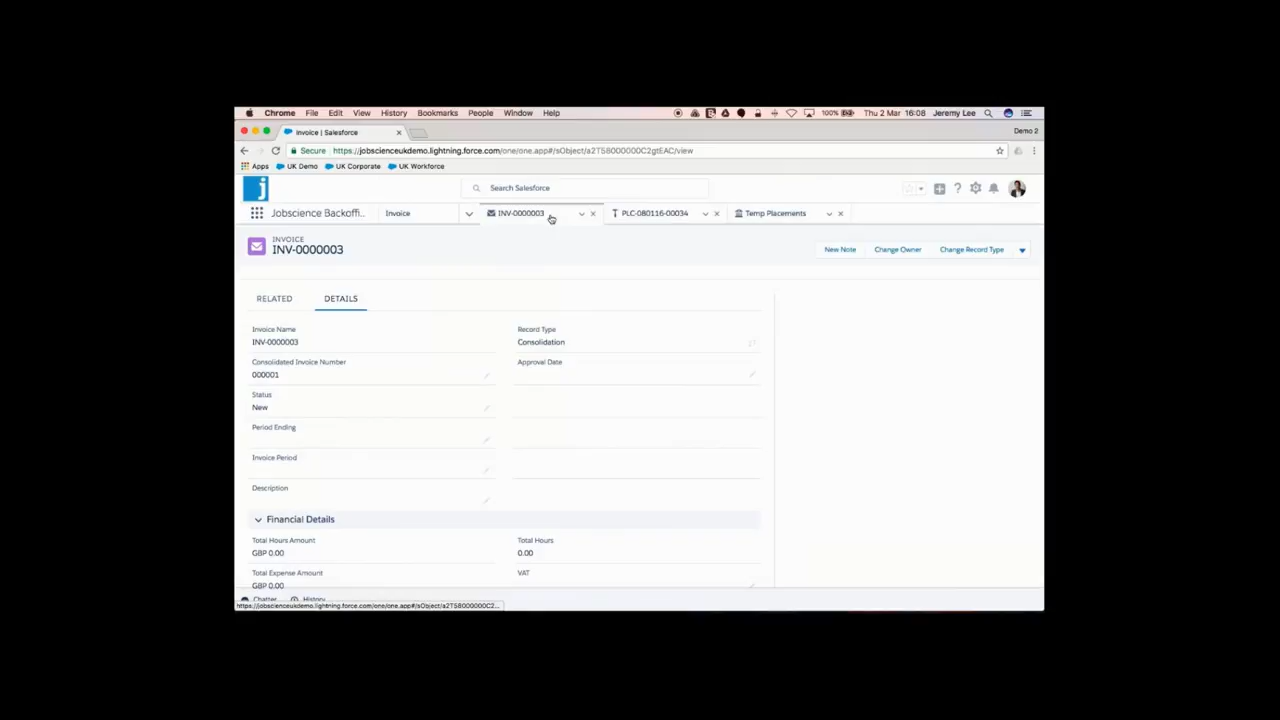 Chrome File Edit View History Bookmarks People Window Help 100% Thu 2 Mar 16:08 Jeremy Lee
Invoice | Salesforce Demo 2
Secure https://jobscienceukdemo.lightning.force.com/one/one.app#/sObject/a2T58000000C2gtEAC/view
Apps UK Demo UK Corporate UK Workforce
j Search Salesforce
Jobscience Backoffi... Invoice INV-0000003 PLC-080116-00034 Temp Placements
INVOICE
INV-0000003
New Note Change Owner Change Record Type
RELATED DETAILS
Invoice Name Record Type
INV-0000003 Consolidation
Consolidated Invoice Number Approval Date
000001
Status
New
Period Ending
Invoice Period
Description
Financial Details
Total Hours Amount Total Hours
GBP 0.00 0.00
Total Expense Amount VAT
GBP 0.00
Chatter History
https://jobscienceukdemo.lightning.force.com/one/one.app#/sObject/a2T58000000C2...